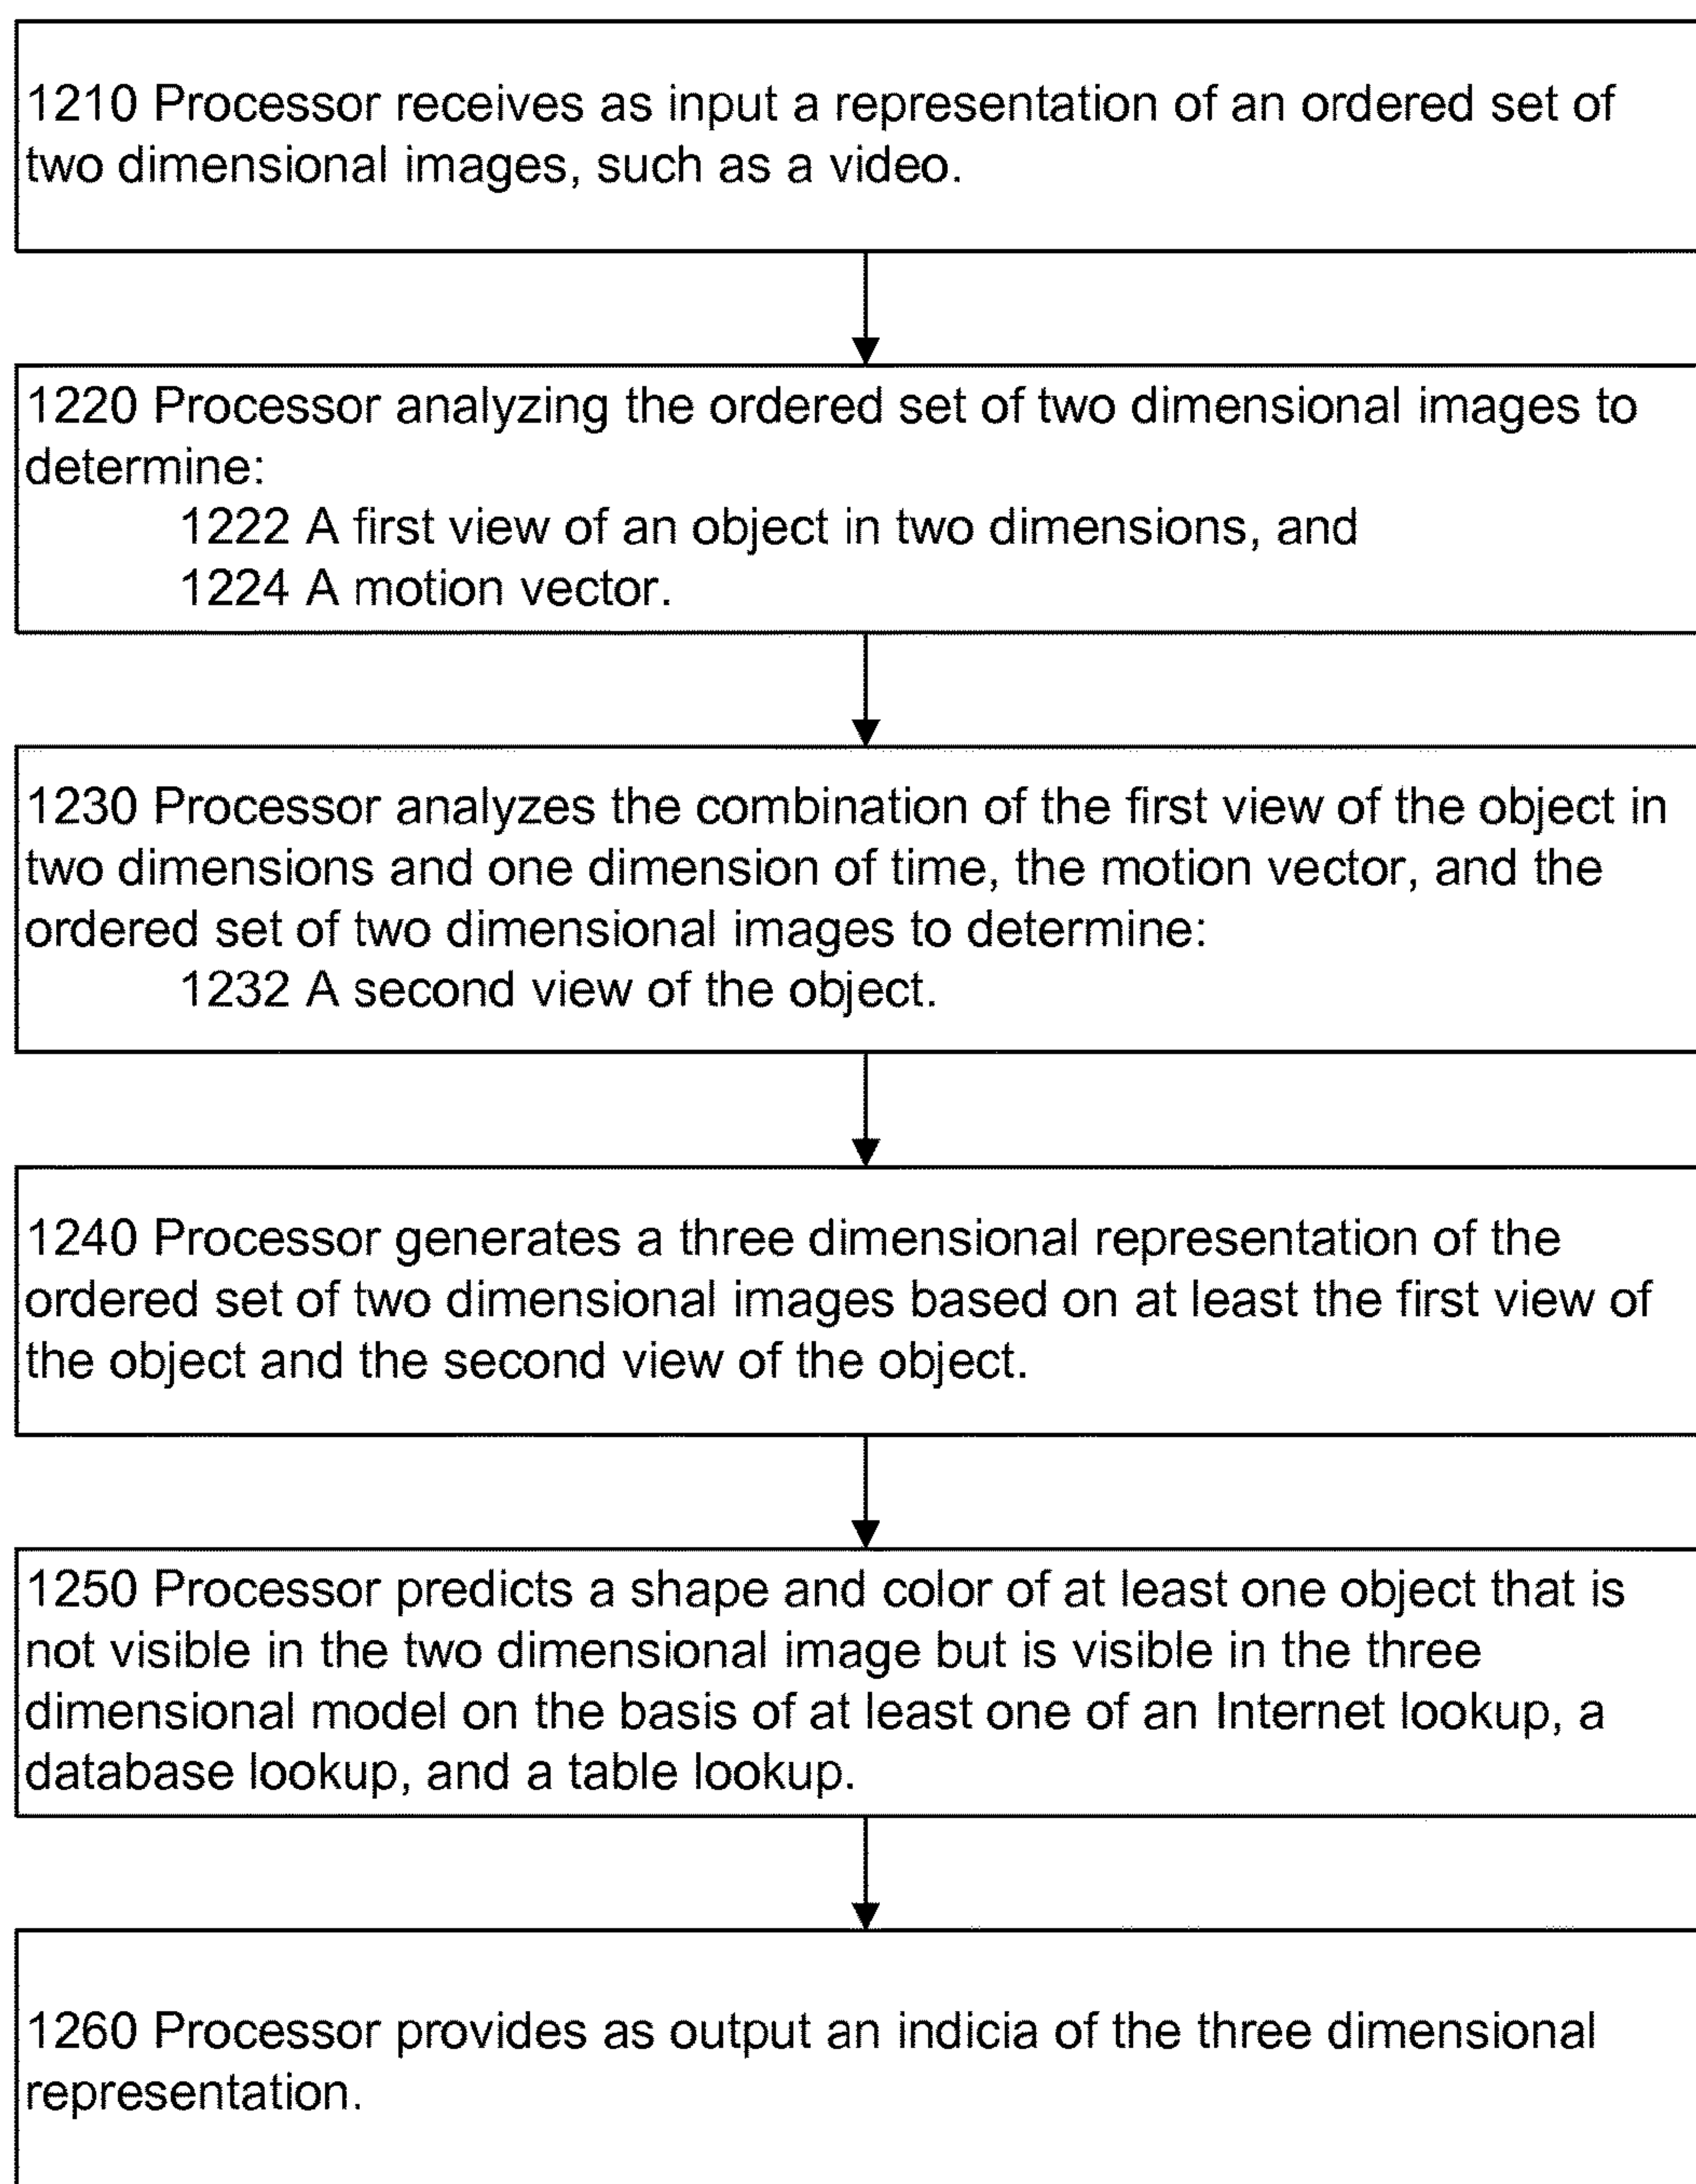 1210 Processor receives as input a representation of an ordered set of
two dimensional images, such as a video.
1220 Processor analyzing the ordered set of two dimensional images to
determine:
1222 A first view of an object in two dimensions, and
1224 A motion vector.
1230 Processor analyzes the combination of the first view of the object in
two dimensions and one dimension of time, the motion vector, and the
ordered set of two dimensional images to determine:
1232 A second view of the object.
1240 Processor generates a three dimensional representation of the
ordered set of two dimensional images based on at least the first view of
the object and the second view of the object.
1250 Processor predicts a shape and color of at least one object that is
not visible in the two dimensional image but is visible in the three
dimensional model on the basis of at least one of an Internet lookup, a
database lookup, and a table lookup.
1260 Processor provides as output an indicia of the three dimensional
representation.